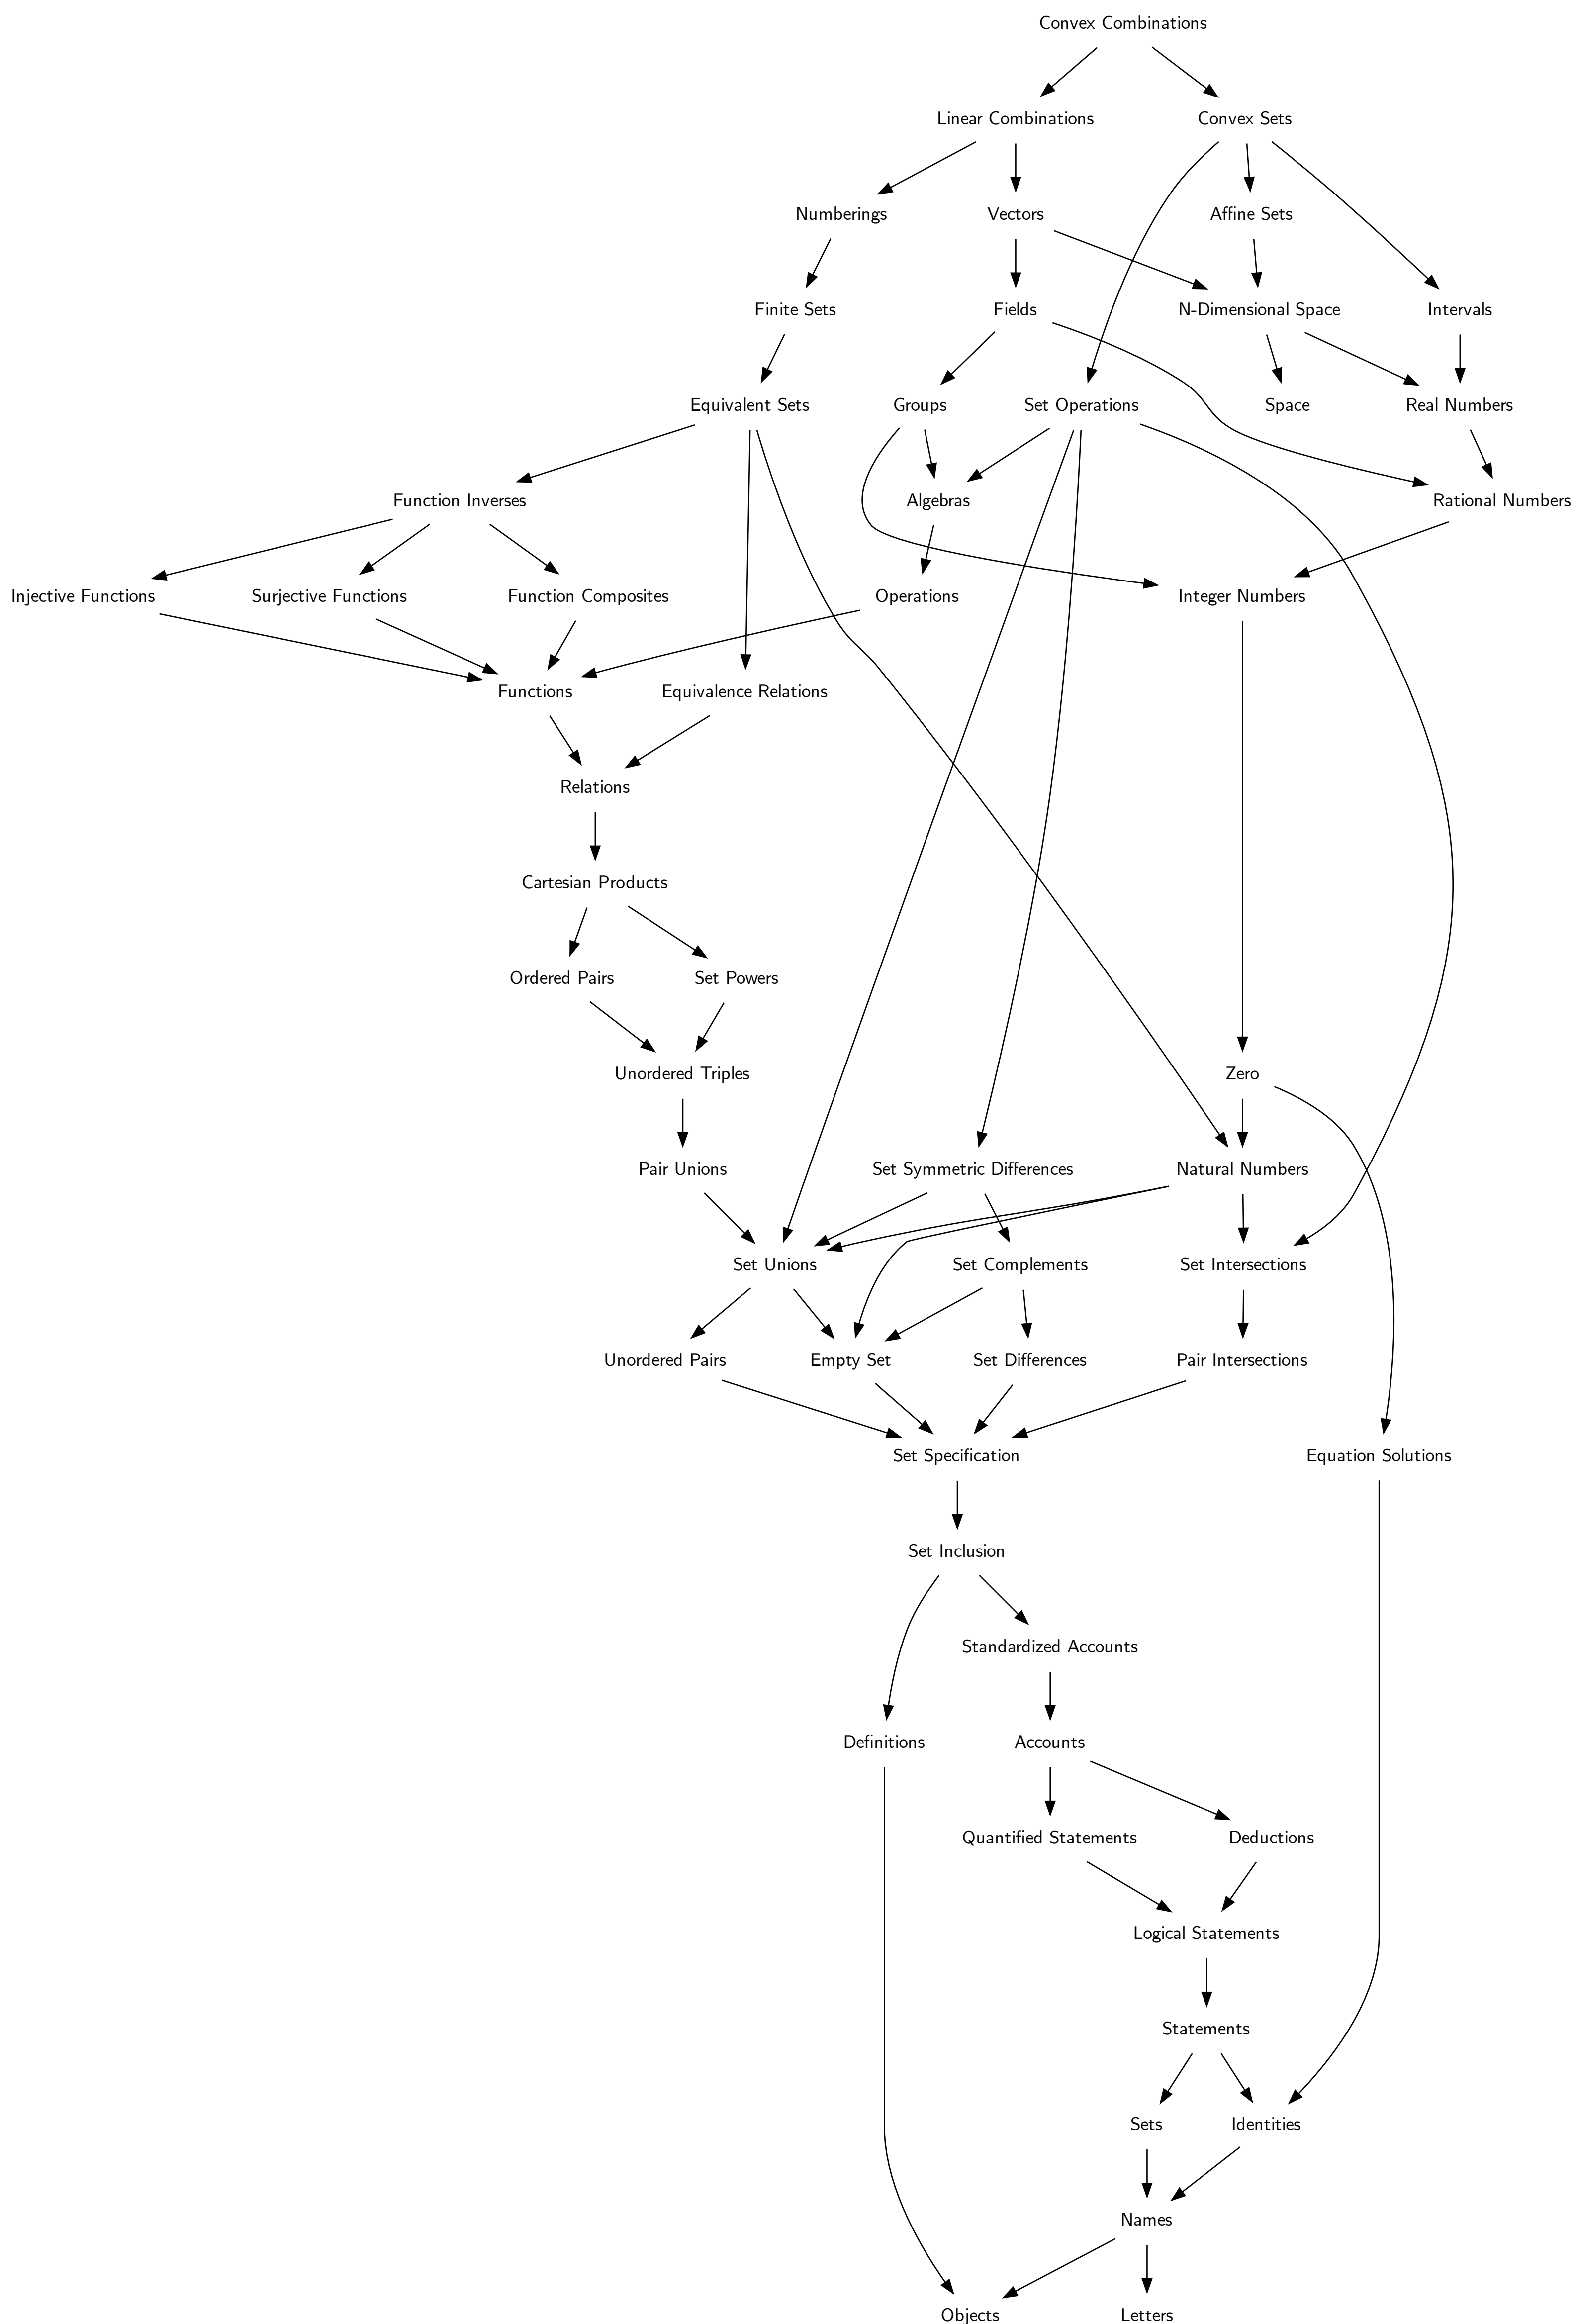 Convex Combinations
Linear Combinations
Convex Sets
Numberings
Vectors
Affine Sets
Finite Sets
Fields
N-Dimensional Space
Intervals
Equivalent Sets
Groups
Set Operations
Space
Real Numbers
Function Inverses
Algebras
Rational Numbers
Injective Functions
Surjective Functions
Function Composites
Operations
Integer Numbers
Functions
Equivalence Relations
Relations
Cartesian Products
Ordered Pairs
Set Powers
Unordered Triples
Zero
Pair Unions
Set Symmetric Differences
Natural Numbers
Set Unions
Set Complements
Set Intersections
Unordered Pairs
Empty Set
Set Differences
Pair Intersections
Set Specification
Equation Solutions
Set Inclusion
Standardized Accounts
Definitions
Accounts
Quantified Statements
Deductions
Logical Statements
Statements
Sets
Identities
Names
Objects
Letters